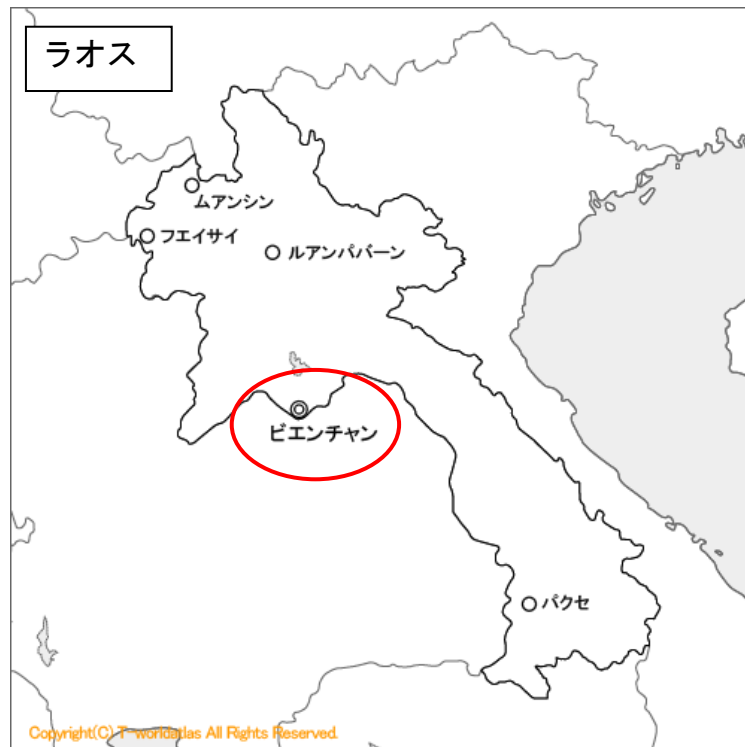 ラオス
ムアンシン
フエイサイ
ルアンパバーン
ビエンチャン
パクセ
Copyright(C) T-worldatlas All Rights Reserved.